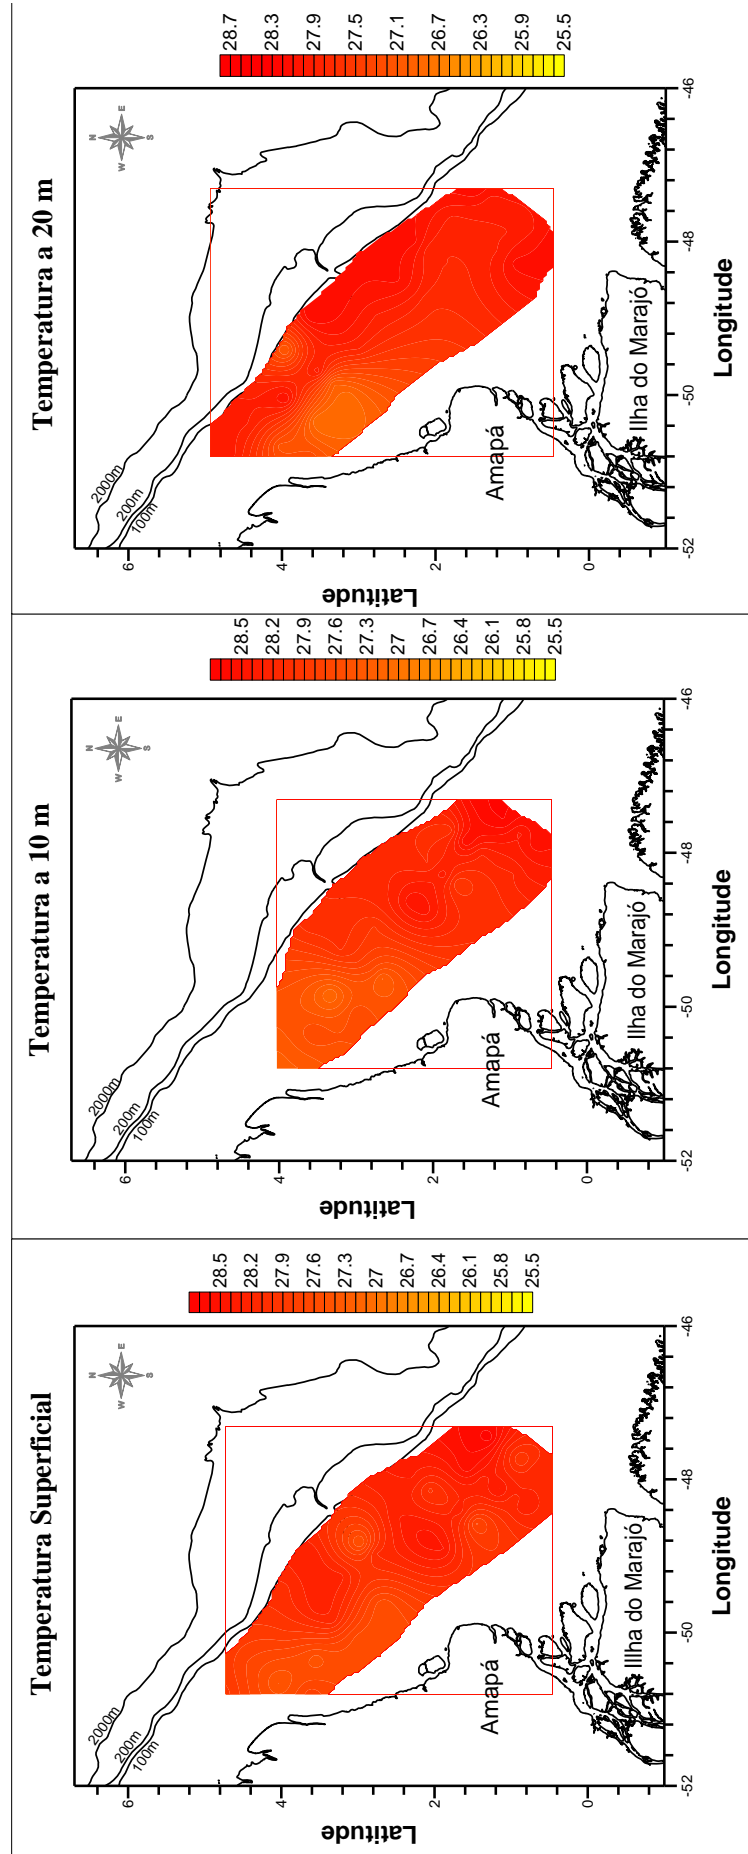 Temperatura Superficial
N
W E
S
2000m
200m
100m
6
4
2
0
Latitude
Amapá
Illha do Marajó
-52
-50
-48
-46
Longitude
28.5
28.2
27.9
27.6
27.3
27
26.7
26.4
26.1
25.8
25.5
Temperatura a 10 m
N
W E
S
2000m
200m
100m
6
4
2
0
Latitude
Amapá
Ilha do Marajó
-52
-50
-48
-46
Longitude
28.5
28.2
27.9
27.6
27.3
27
26.7
26.4
26.1
25.8
25.5
Temperatura a 20 m
N
W E
S
2000m
200m
100m
6
4
2
0
Latitude
Amapá
Ilha do Marajó
-52
-50
-48
-46
Longitude
28.7
28.3
27.9
27.5
27.1
26.7
26.3
25.9
25.5